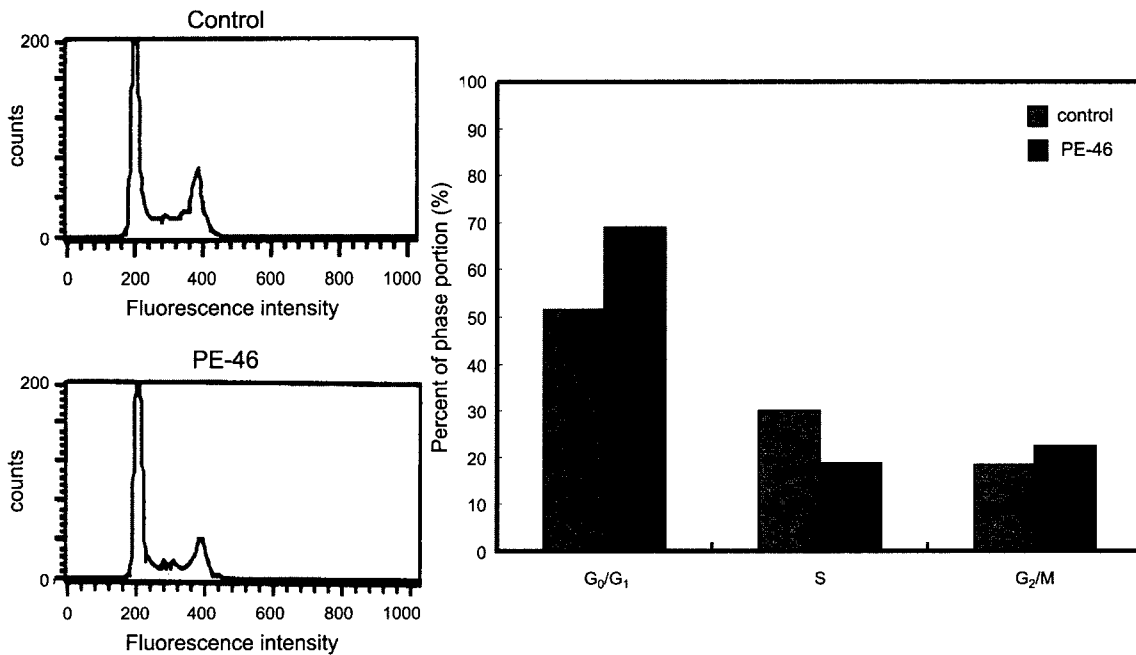 Control
200
counts
0
0 200 400 600 800 1000
Fluorescence intensity
PE-46
200
counts
0
0 200 400 600 800 1000
Fluorescence intensity
Percent of phase portion (%)
100
90
80
70
60
50
40
30
20
10
0
control
PE-46
G₀/G₁ S G₂/M